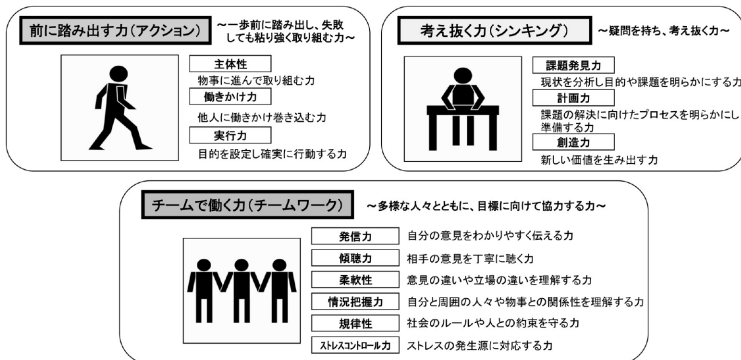 前に踏み出す力（アクション）
～一歩前に踏み出し、失敗
しても粘り強く取り組む力～
主体性
物事に進んで取り組む力
働きかけ力
他人に働きかけ巻き込む力
実行力
目的を設定し確実に行動する力
考え抜く力（シンキング）
～疑問を持ち、考え抜く力～
課題発見力
現状を分析し目的や課題を明らかにする力
計画力
課題の解決に向けたプロセスを明らかにし
準備する力
創造力
新しい価値を生み出す力
チームで働く力（チームワーク）
～多様な人々とともに、目標に向けて協力する力～
発信力 自分の意見をわかりやすく伝える力
傾聴力 相手の意見を丁寧に聴く力
柔軟性 意見の違いや立場の違いを理解する力
情況把握力 自分と周囲の人々や物事との関係性を理解する力
規律性 社会のルールや人との約束を守る力
ストレスコントロール力 ストレスの発生源に対応する力